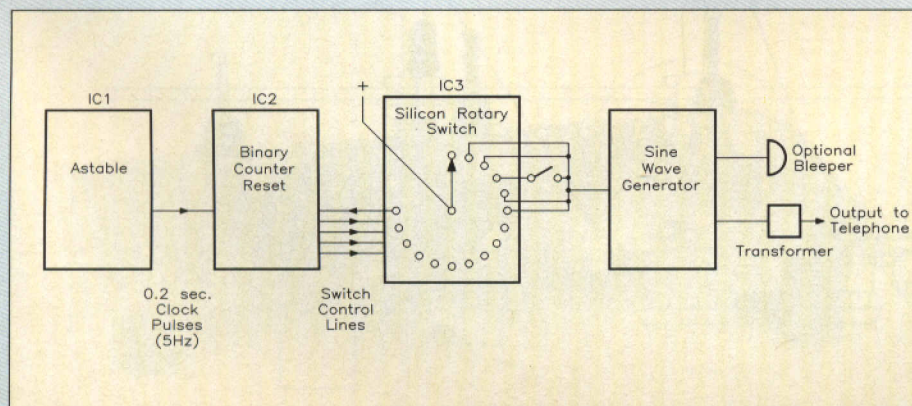 IC1
Astable
0.2 sec.
Clock
Pulses
(5Hz)
IC2
Binary
Counter
Reset
Switch
Control
Lines
IC3
Silicon Rotary
Switch
+
Sine
Wave
Generator
Optional
Bleeper
Output to
Telephone
Transformer